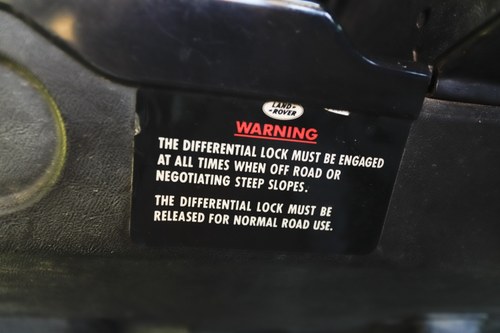 LAND-
-ROVER
WARNING
THE DIFFERENTIAL LOCK MUST BE ENGAGED
AT ALL TIMES WHEN OFF ROAD OR
NEGOTIATING STEEP SLOPES.
THE DIFFERENTIAL LOCK MUST BE
RELEASED FOR NORMAL ROAD USE.